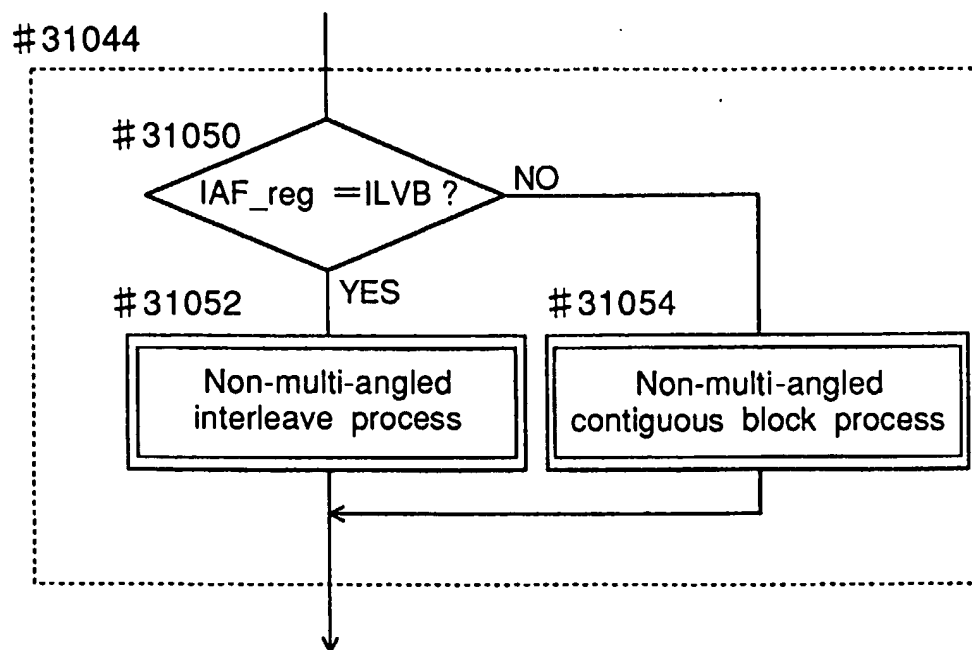 #31044
#31050
IAF_reg =ILVB ?
NO
YES
#31052
#31054
Non-multi-angled
interleave process
Non-multi-angled
contiguous block process